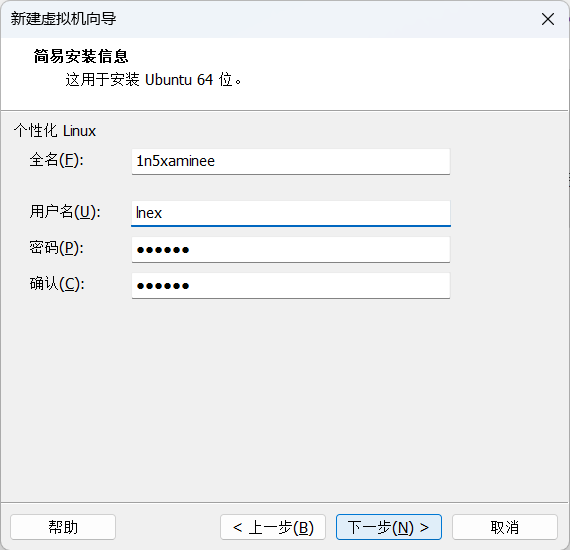 新建虚拟机向导
简易安装信息
这用于安装 Ubuntu 64 位。
个性化 Linux
全名(F): 1n5xaminee
用户名(U): lnex
密码(P): ●●●●●●
确认(C): ●●●●●●
帮助 < 上一步(B) 下一步(N) > 取消